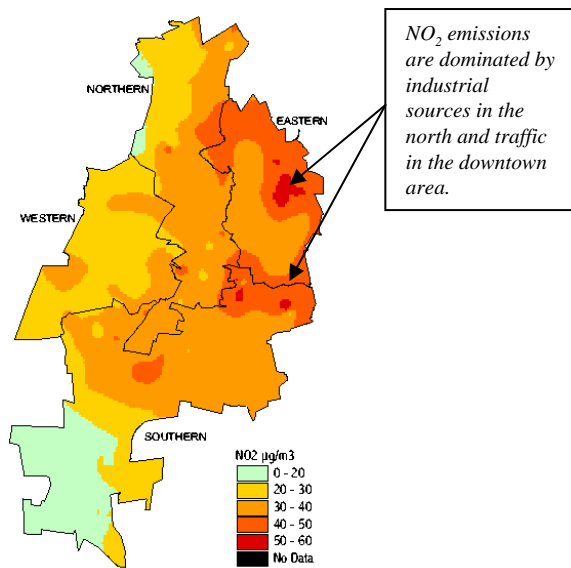 NO2 emissions
are dominated by
industrial
sources in the
north and traffic
in the downtown
area.
NORTHERN
EASTERN
WESTERN
SOUTHERN
NO2 µg/m3
0 - 20
20 - 30
30 - 40
40 - 50
50 - 60
No Data